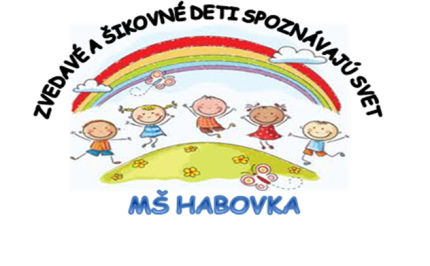 ZVEDAVÉ A ŠIKOVNÉ DETI SPOZNÁVAJÚ SVET
MŠ HABOVKA